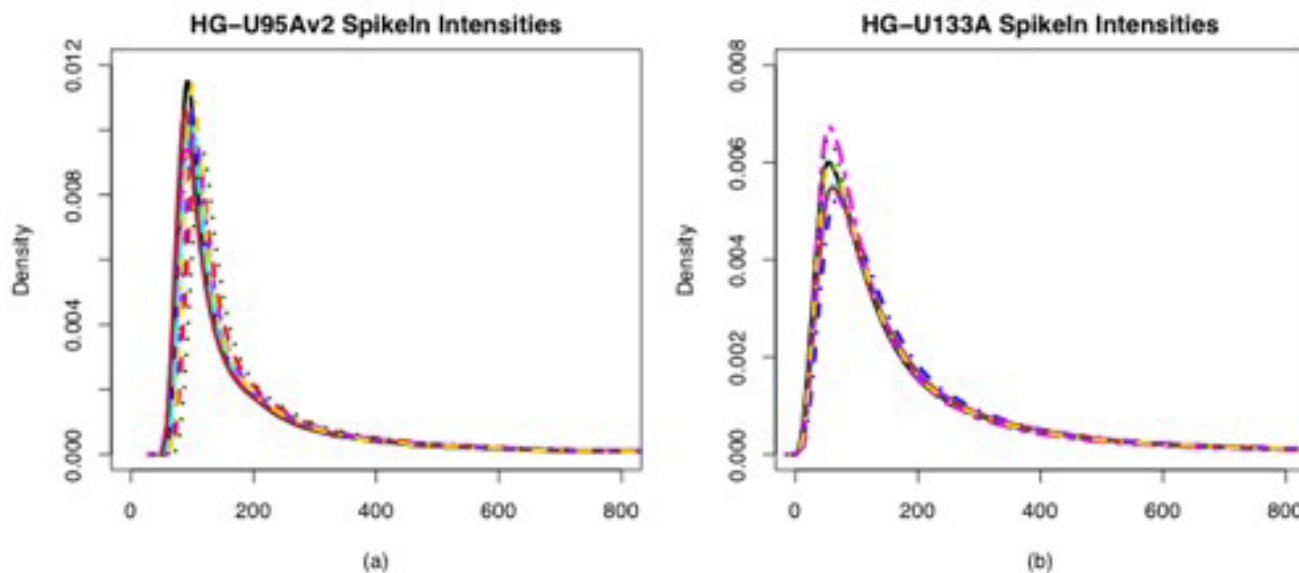 HG-U95Av2 SpikeIn Intensities
0.012
0.008
0.004
0.000
Density
0 200 400 600 800
(a)
HG-U133A SpikeIn Intensities
0.008
0.006
0.004
0.002
0.000
Density
0 200 400 600 800
(b)